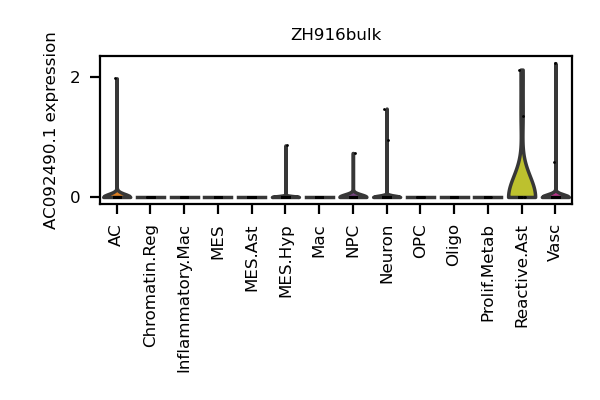 ZH916bulk
AC092490.1 expression
2
0
AC
Chromatin.Reg
Inflammatory.Mac
MES
MES.Ast
MES.Hyp
Mac
NPC
Neuron
OPC
Oligo
Prolif.Metab
Reactive.Ast
Vasc